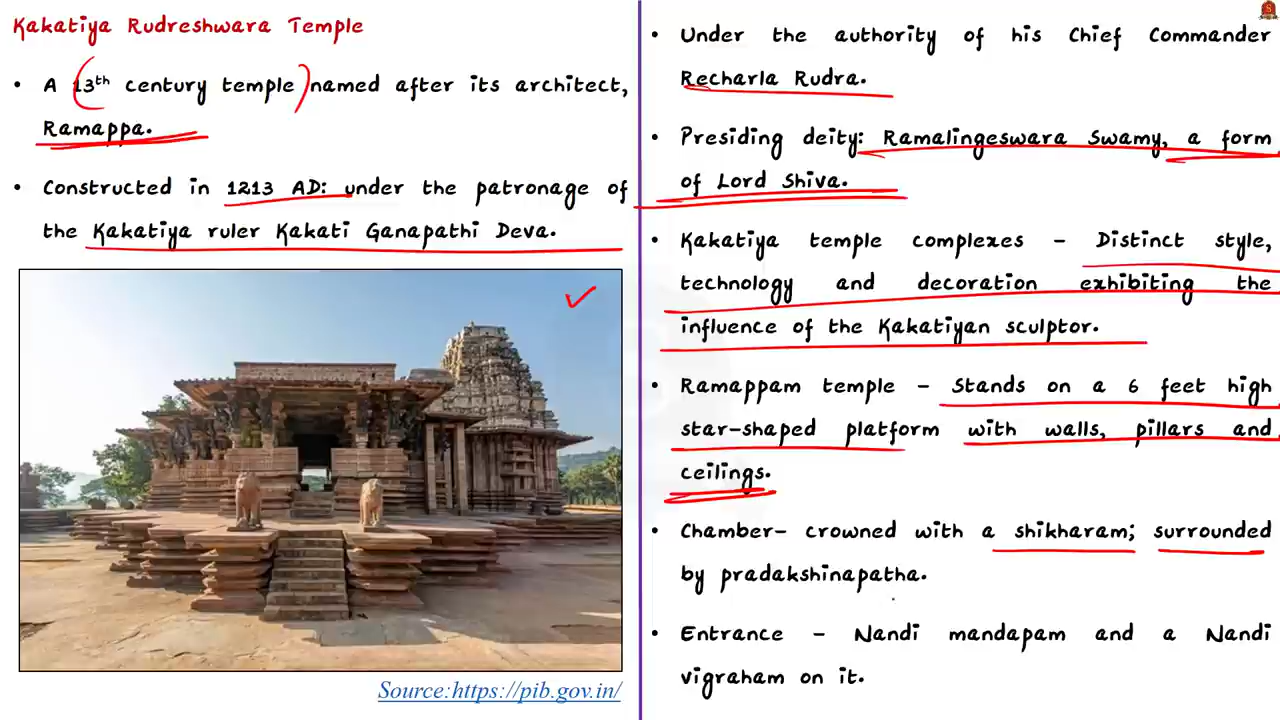 Kakatiya Rudreshwara Temple
• A 13th century temple named after its architect,
Ramappa.
• Constructed in 1213 AD: under the patronage of
the Kakatiya ruler Kakati Ganapathi Deva.
Source:https://pib.gov.in/
• Under the authority of his Chief Commander
Recharla Rudra.
• Presiding deity: Ramalingeswara Swamy, a form
of Lord Shiva.
• Kakatiya temple complexes – Distinct style,
technology and decoration exhibiting the
influence of the Kakatiyan sculptor.
• Ramappam temple – Stands on a 6 feet high
star-shaped platform with walls, pillars and
ceilings.
• Chamber- crowned with a shikharam; surrounded
by pradakshinapatha.
• Entrance – Nandi mandapam and a Nandi
vigraham on it.